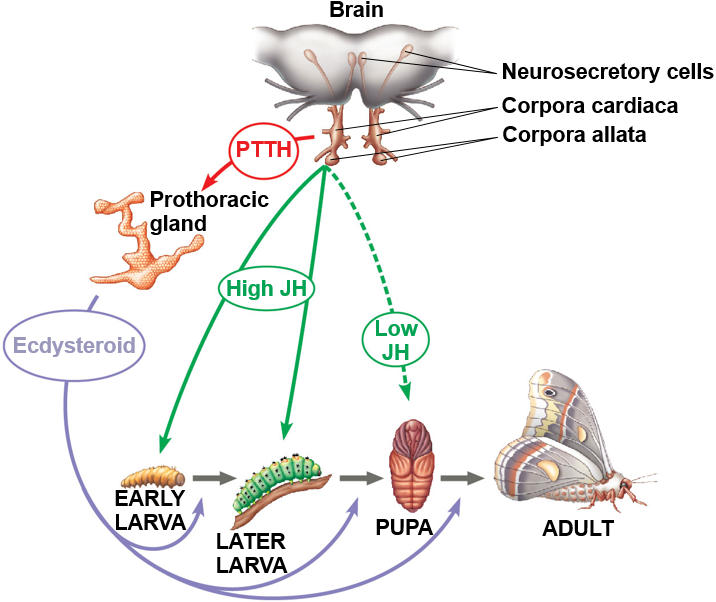 Brain
Neurosecretory cells
Corpora cardiaca
Corpora allata
PTTH
Prothoracic
gland
High JH
Low
JH
Ecdysteroid
EARLY
LARVA
LATER
LARVA
PUPA
ADULT